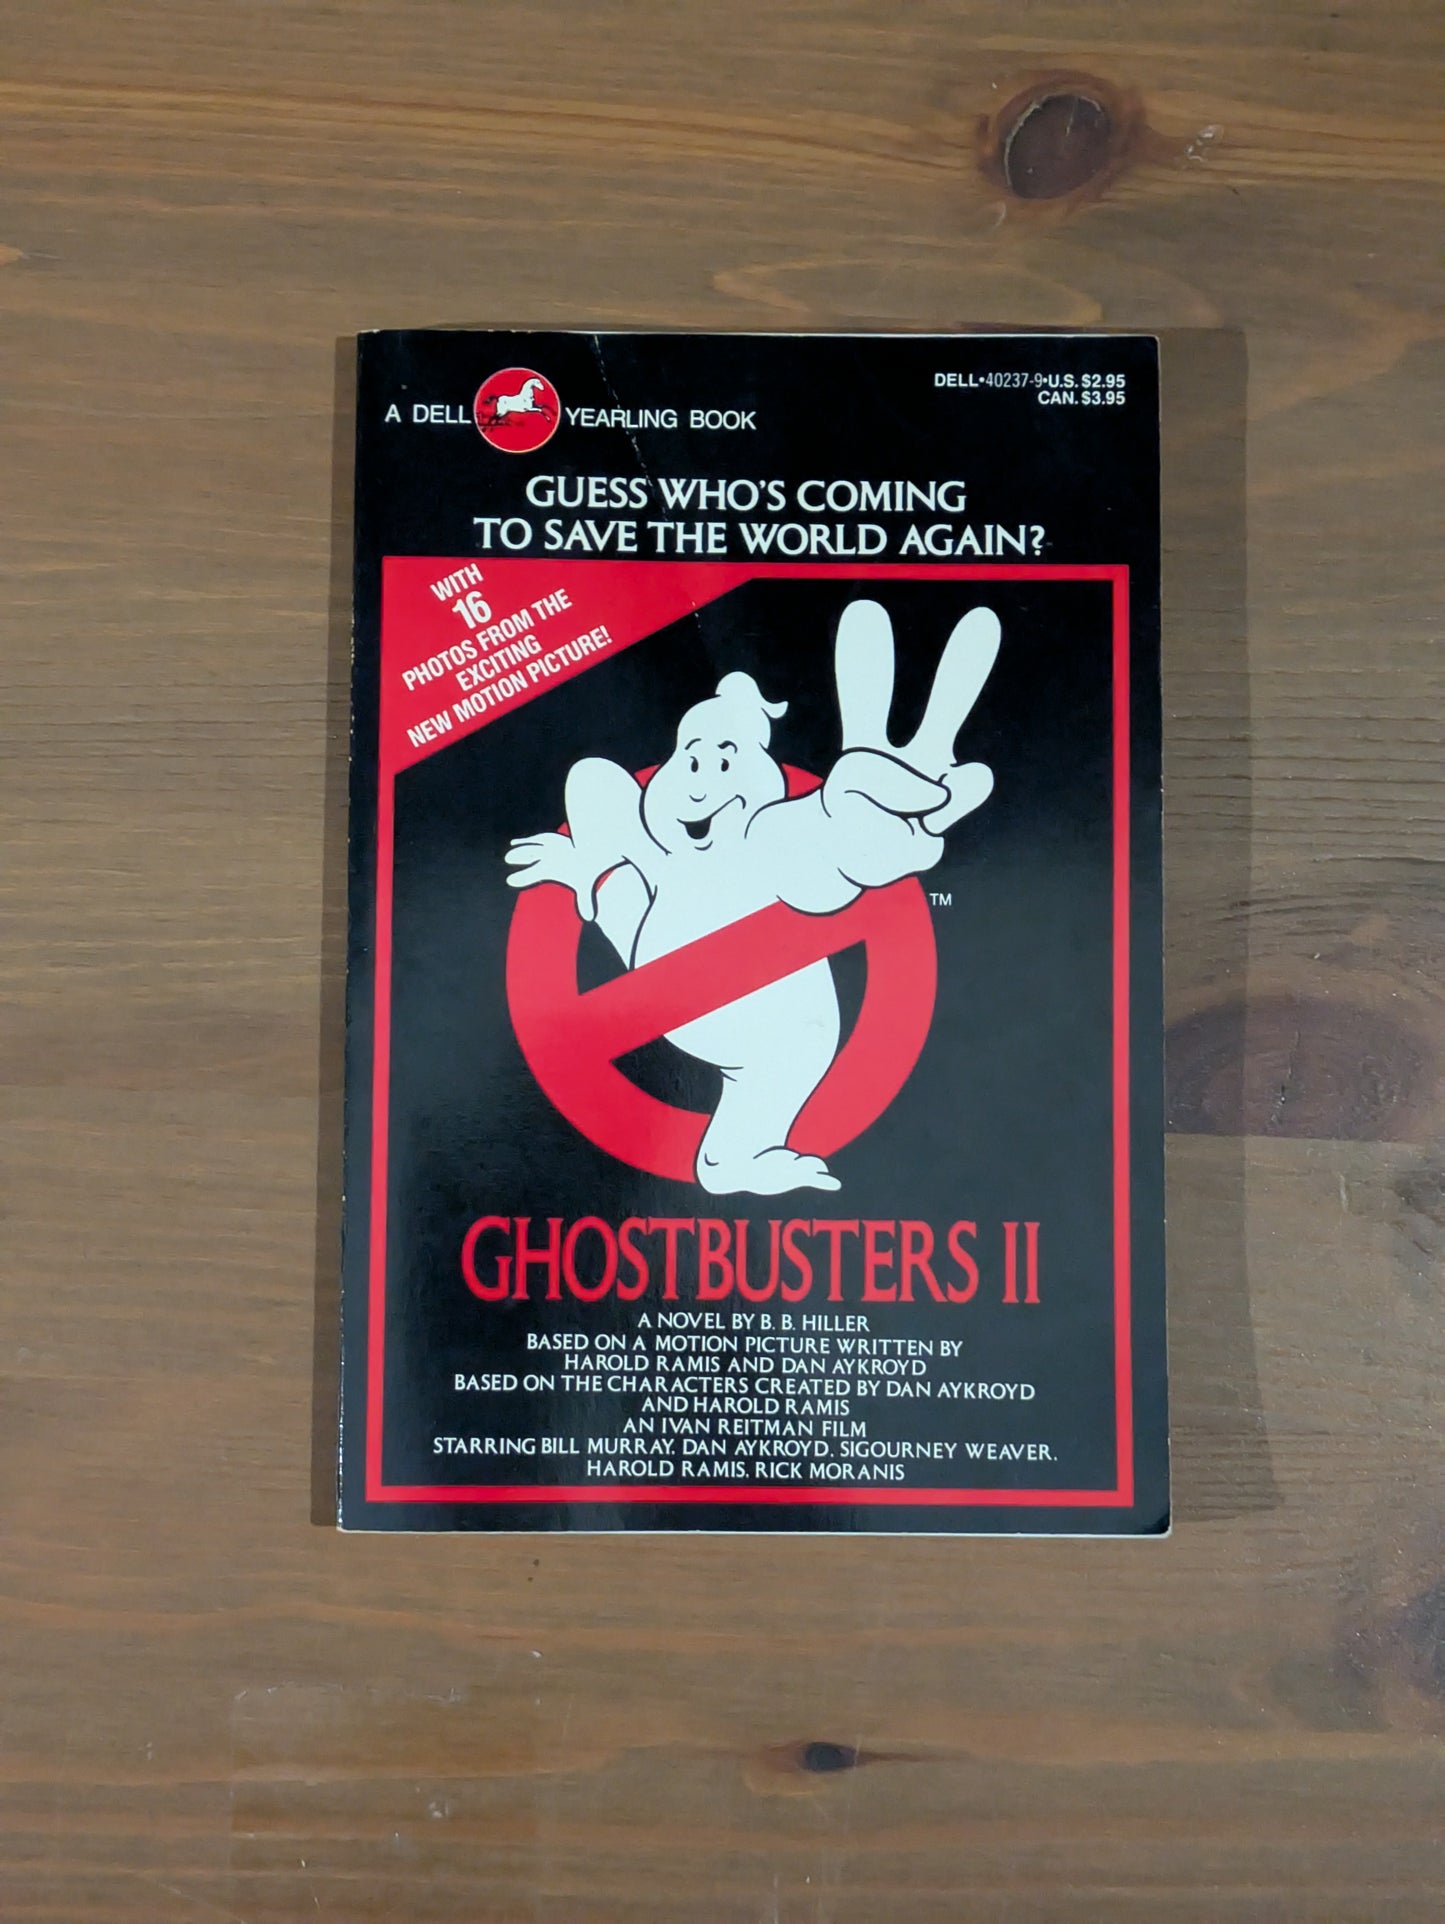 A DELL YEARLING BOOK
DELL•40237-9•U.S. $2.95
CAN. $3.95
GUESS WHO'S COMING
TO SAVE THE WORLD AGAIN?
WITH
16
PHOTOS FROM THE
EXCITING
NEW MOTION PICTURE!
TM
GHOSTBUSTERS II
A NOVEL BY B. B. HILLER
BASED ON A MOTION PICTURE WRITTEN BY
HAROLD RAMIS AND DAN AYKROYD
BASED ON THE CHARACTERS CREATED BY DAN AYKROYD
AND HAROLD RAMIS
AN IVAN REITMAN FILM
STARRING BILL MURRAY, DAN AYKROYD, SIGOURNEY WEAVER,
HAROLD RAMIS, RICK MORANIS